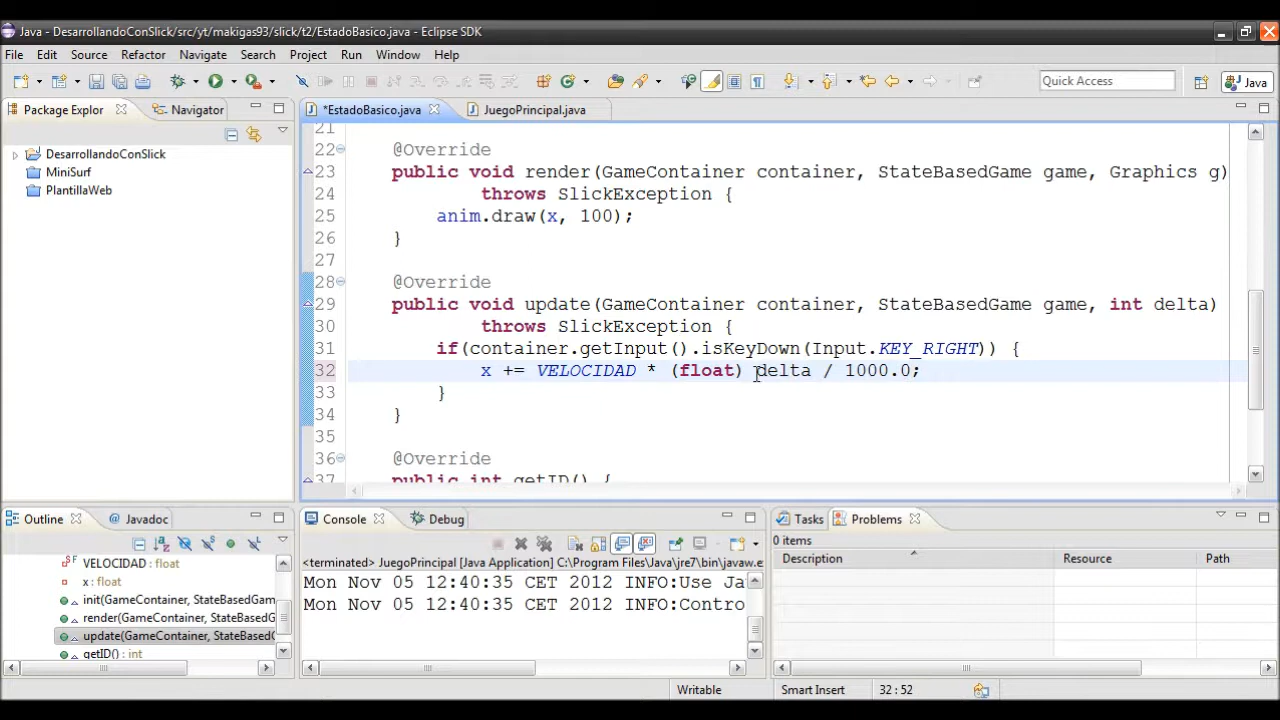 Java - DesarrollandoConSlick/src/yt/makigas93/slick/t2/EstadoBasico.java - Eclipse SDK
File Edit Source Refactor Navigate Search Project Run Window Help
Quick Access
Java
Package Explor
Navigator
DesarrollandoConSlick
MiniSurf
PlantillaWeb
*EstadoBasico.java
JuegoPrincipal.java
21
22 @Override
23 public void render(GameContainer container, StateBasedGame game, Graphics g)
24 throws SlickException {
25 anim.draw(x, 100);
26 }
27
28 @Override
29 public void update(GameContainer container, StateBasedGame game, int delta)
30 throws SlickException {
31 if(container.getInput().isKeyDown(Input.KEY_RIGHT)) {
32 x += VELOCIDAD * (float) delta / 1000.0;
33 }
34 }
35
36 @Override
37 public int getID() {
Outline
Javadoc
VELOCIDAD : float
x : float
init(GameContainer, StateBasedGam
render(GameContainer, StateBasedG
update(GameContainer, StateBasedG
getID() : int
Console
Debug
<terminated> JuegoPrincipal [Java Application] C:\Program Files\Java\jre7\bin\javaw.e
Mon Nov 05 12:40:35 CET 2012 INFO:Use Ja
Mon Nov 05 12:40:35 CET 2012 INFO:Contro
Tasks
Problems
0 items
Description Resource Path
Writable Smart Insert 32 : 52